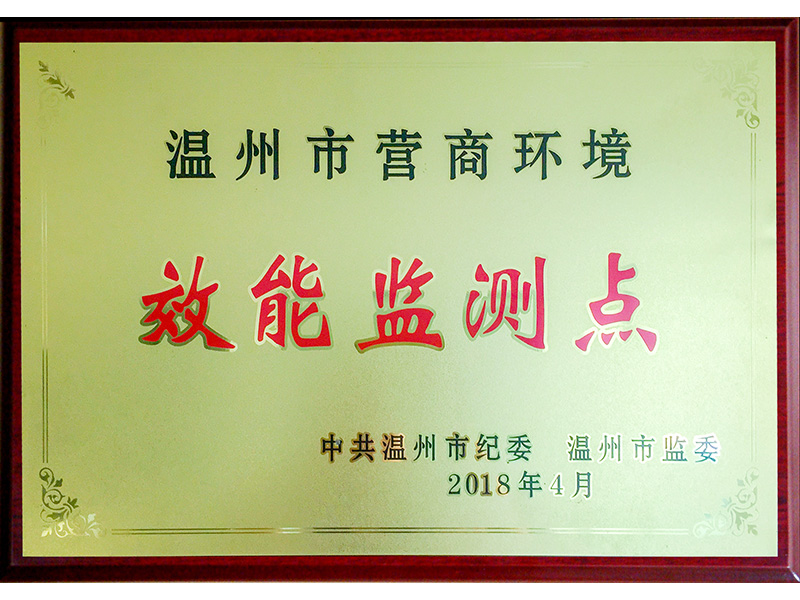 温州市营商环境
效能监测点
中共温州市纪委 温州市监委
2018年4月